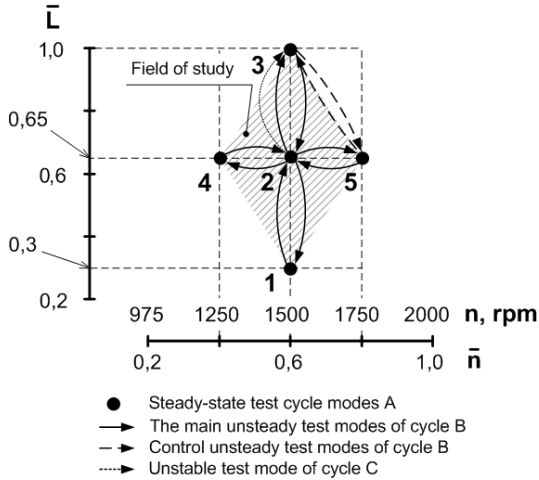 L̄
1,0
3
Field of study
0,65
0,6
4
2
5
0,3
1
0,2
975 1250 1500 1750 2000 n, rpm
0,2 0,6 1,0 n̄
Steady-state test cycle modes A
The main unsteady test modes of cycle B
Control unsteady test modes of cycle B
Unstable test mode of cycle C